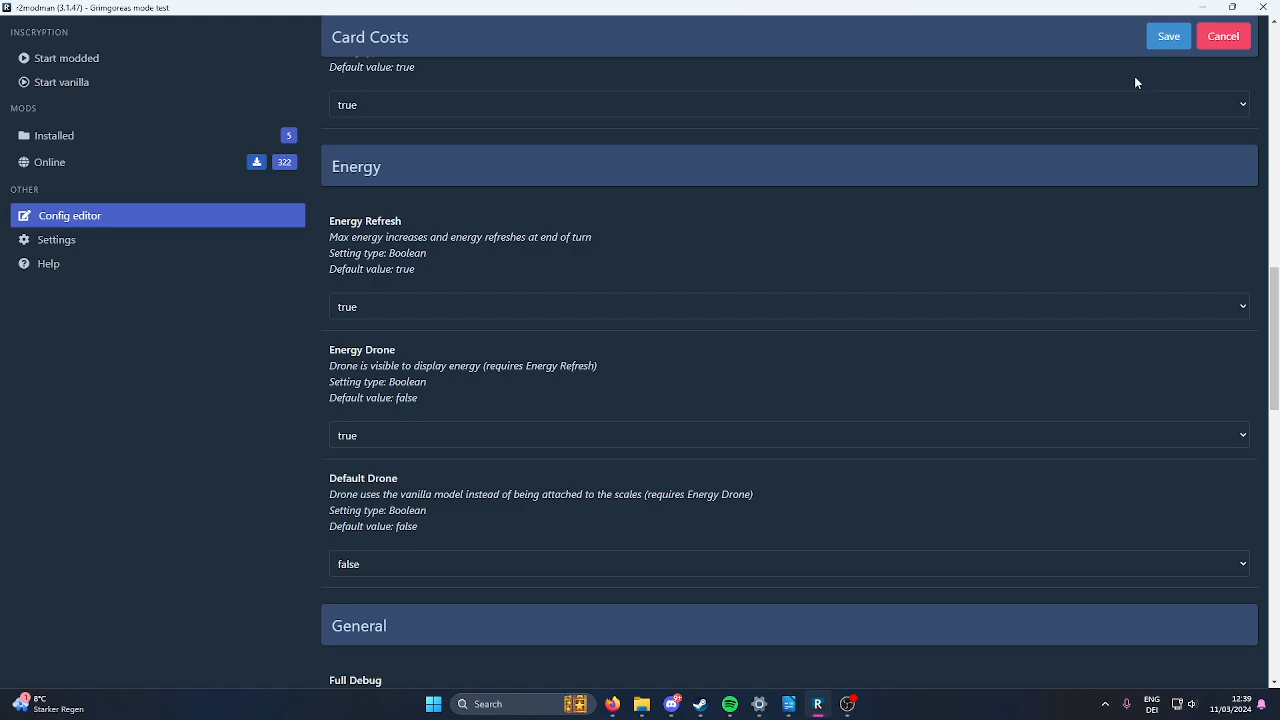 r2modman (3.1.47) - Grimgoreas mode test
INSCRYPTION
Start modded
Start vanilla
MODS
Installed 5
Online 322
OTHER
Config editor
Settings
Help
Card Costs
Save Cancel
Default value: true
true
Energy
Energy Refresh
Max energy increases and energy refreshes at end of turn
Setting type: Boolean
Default value: true
true
Energy Drone
Drone is visible to display energy (requires Energy Refresh)
Setting type: Boolean
Default value: false
true
Default Drone
Drone uses the vanilla model instead of being attached to the scales (requires Energy Drone)
Setting type: Boolean
Default value: false
false
General
Full Debug
1
8°C
Starker Regen
Search
ENG
DEI
12:39
11/03/2024